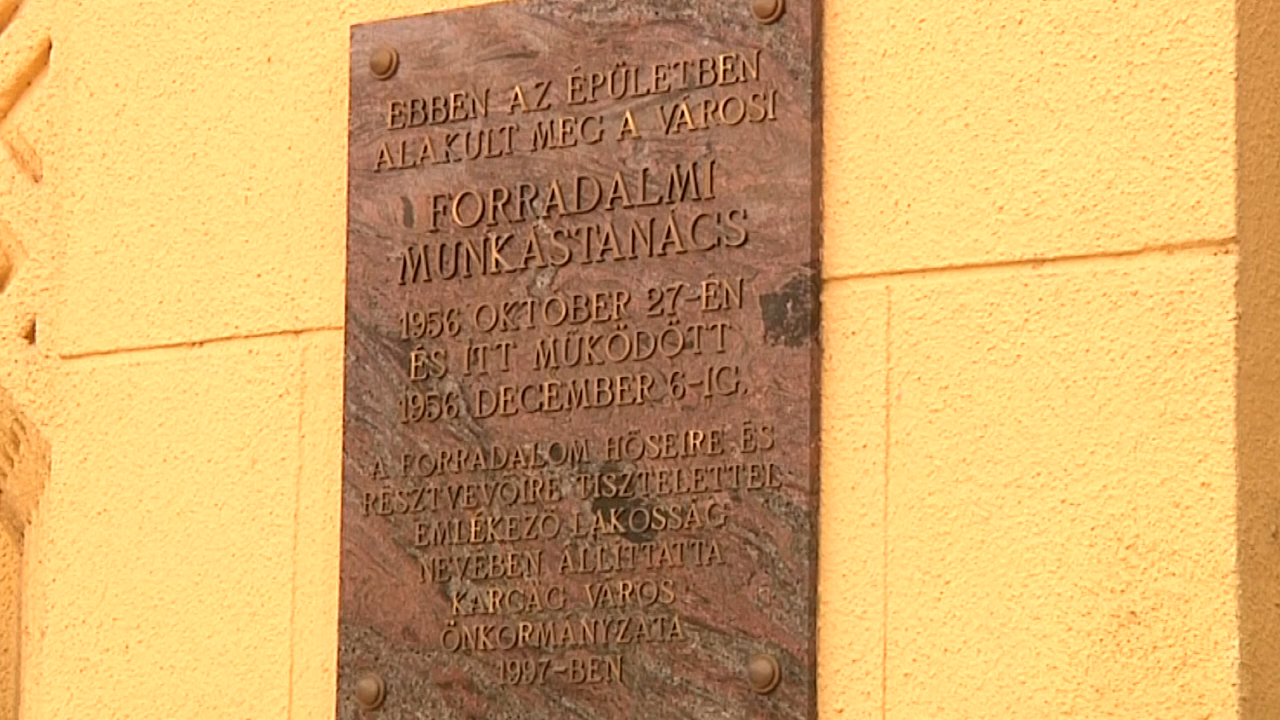 EBBEN AZ ÉPÜLETBEN
ALAKULT MEG A VÁROSI
FORRADALMI
MUNKÁSTANÁCS
1956 OKTÓBER 27-ÉN
ÉS ITT MŰKÖDÖTT
1956 DECEMBER 6-IG.
A FORRADALOM HŐSEIRE ÉS
RÉSZTVEVŐIRE TISZTELETTEL
EMLÉKEZŐ LAKOSSÁG
NEVÉBEN ÁLLÍTTATTA
KARCAG VÁROS
ÖNKORMÁNYZATA
1997-BEN